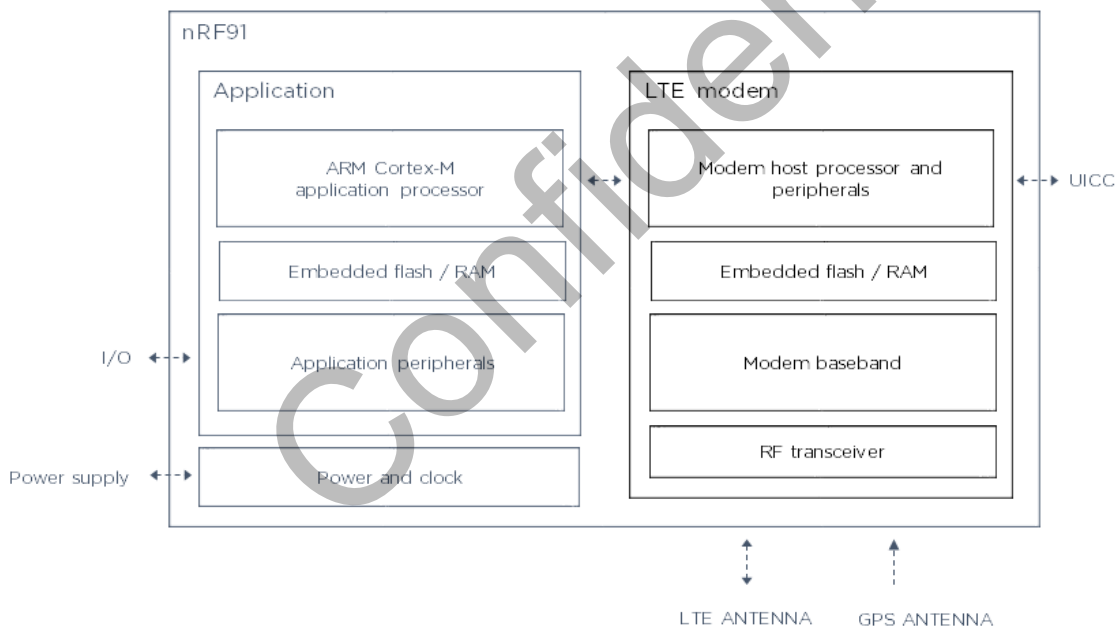 nRF91
Application
ARM Cortex-M
application processor
Embedded flash / RAM
Application peripherals
Power and clock
LTE modem
Modem host processor and
peripherals
Embedded flash / RAM
Modem baseband
RF transceiver
I/O
Power supply
UICC
LTE ANTENNA
GPS ANTENNA